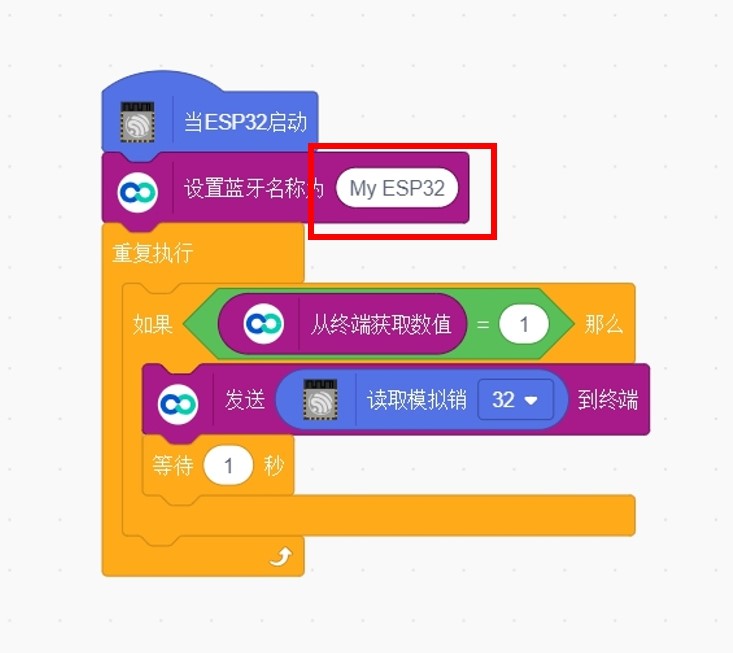 当ESP32启动
设置蓝牙名称为 My ESP32
重复执行
如果 从终端获取数值 = 1 那么
发送 读取模拟销 32 到终端
等待 1 秒